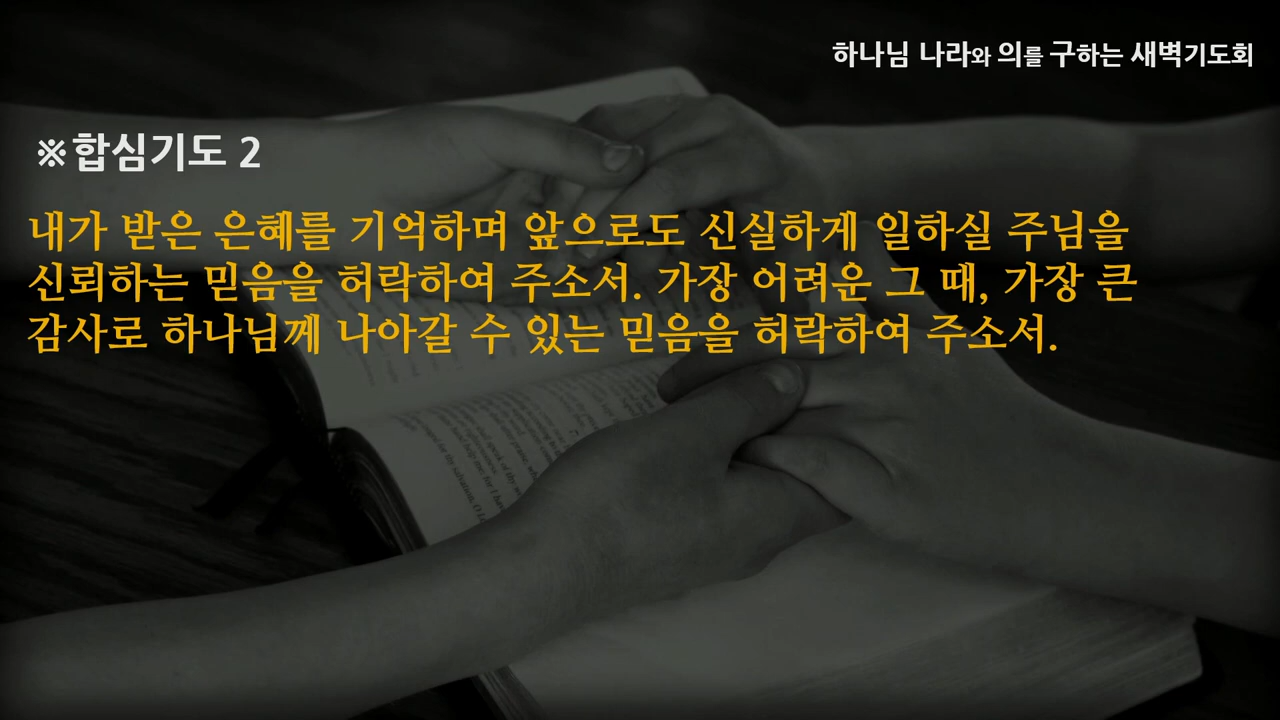 하나님 나라와 의를 구하는 새벽기도회
※합심기도 2
내가 받은 은혜를 기억하며 앞으로도 신실하게 일하실 주님을
신뢰하는 믿음을 허락하여 주소서. 가장 어려운 그 때, 가장 큰
감사로 하나님께 나아갈 수 있는 믿음을 허락하여 주소서.